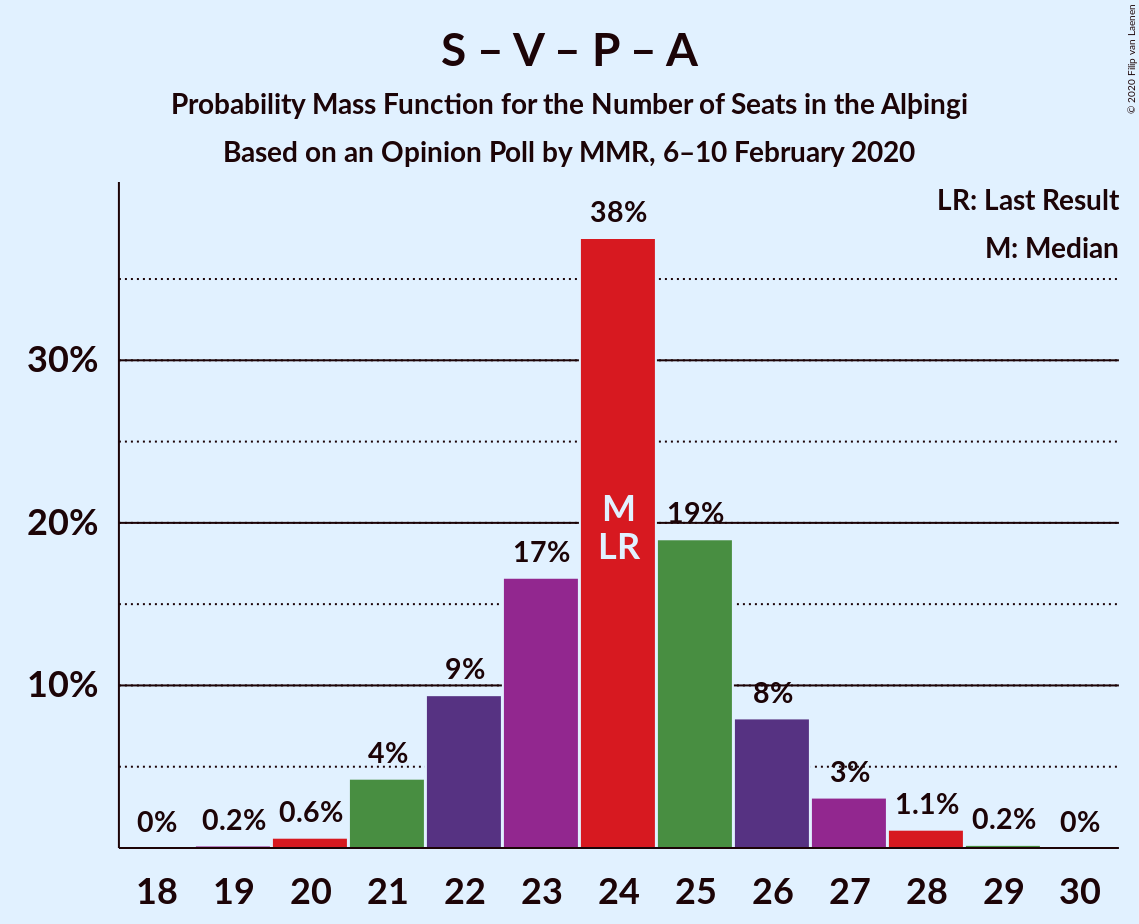 S – V – P – A
Probability Mass Function for the Number of Seats in the Alþingi
Based on an Opinion Poll by MMR, 6–10 February 2020
© 2020 Filip van Laenen
LR: Last Result
M: Median
30%
20%
10%
0%
0.2%
0.6%
4%
9%
17%
38%
M
LR
19%
8%
3%
1.1%
0.2%
0%
18 19 20 21 22 23 24 25 26 27 28 29 30